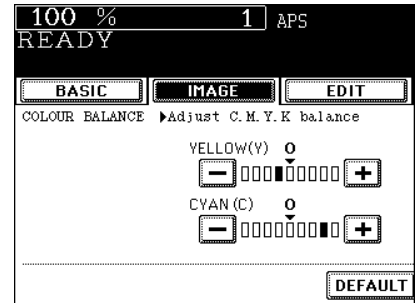 100 % 1 APS
READY
BASIC IMAGE EDIT
COLOUR BALANCE ▶Adjust C.M.Y.K balance
YELLOW(Y) 0
− +
CYAN (C) 0
− +
DEFAULT